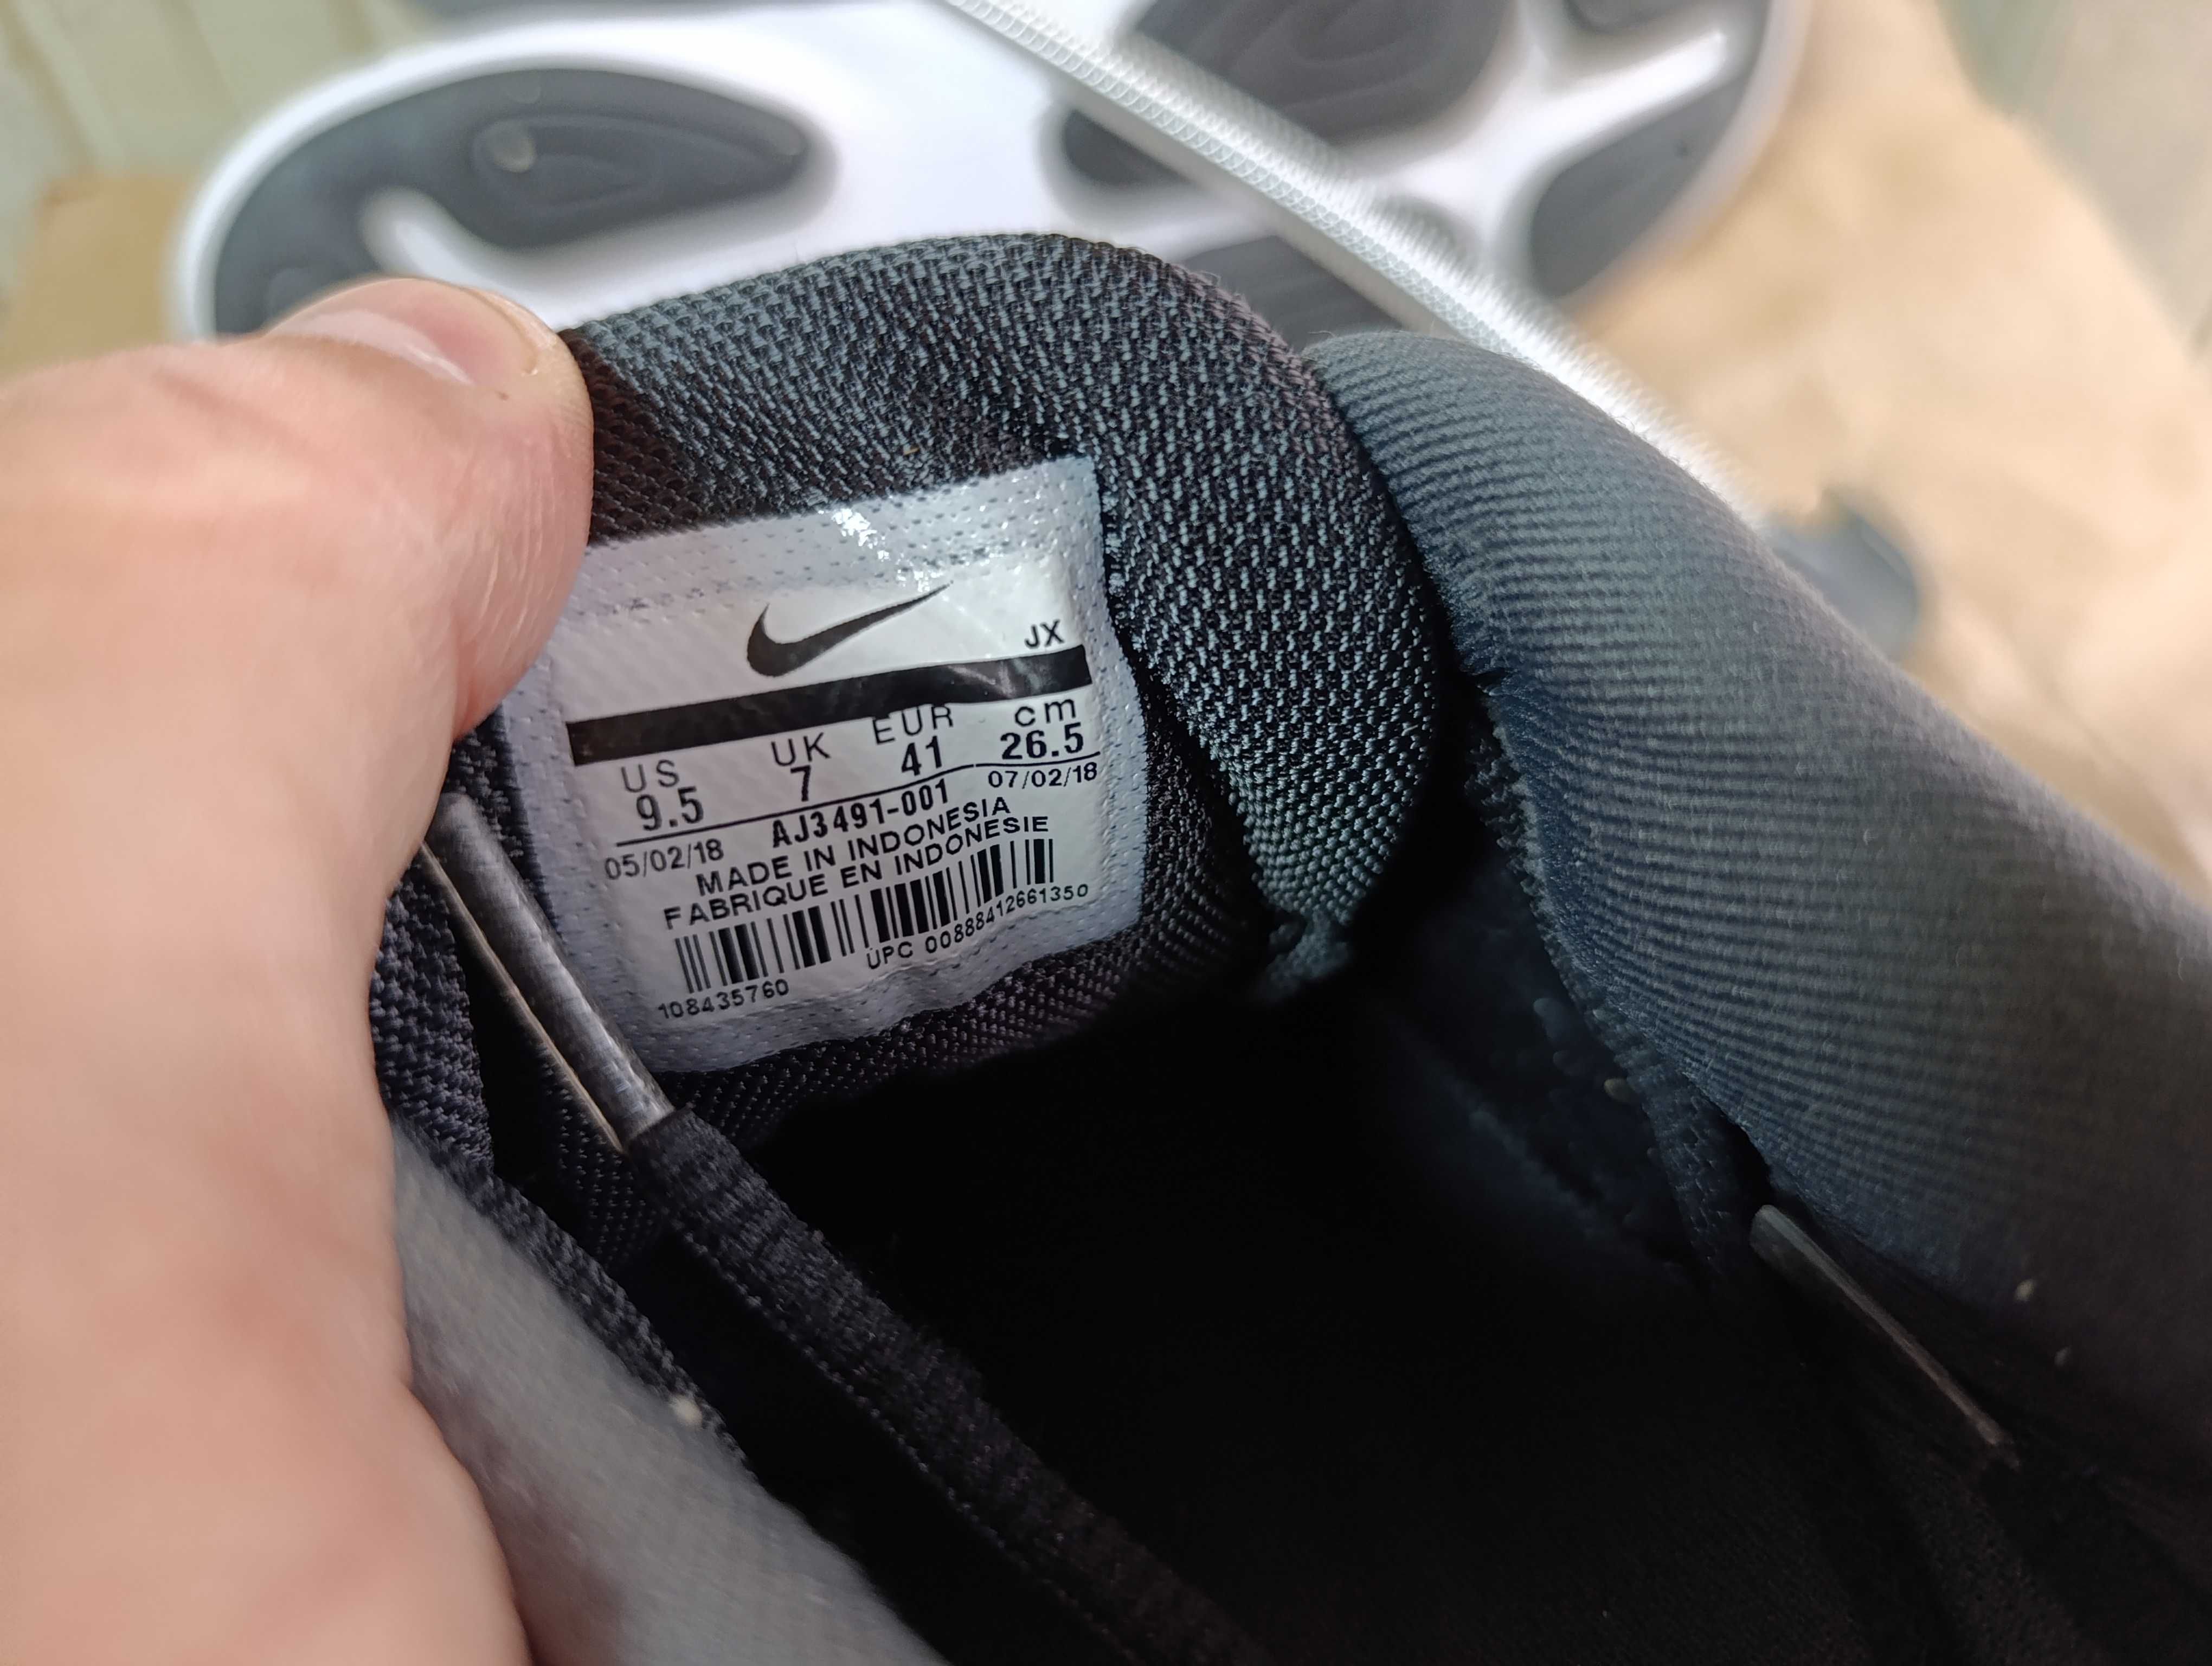 JX
US UK EUR cm
9.5 7 41 26.5
05/02/18 AJ3491-001 07/02/18
MADE IN INDONESIA
FABRIQUE EN INDONESIE
UPC 00888412661350
108435760